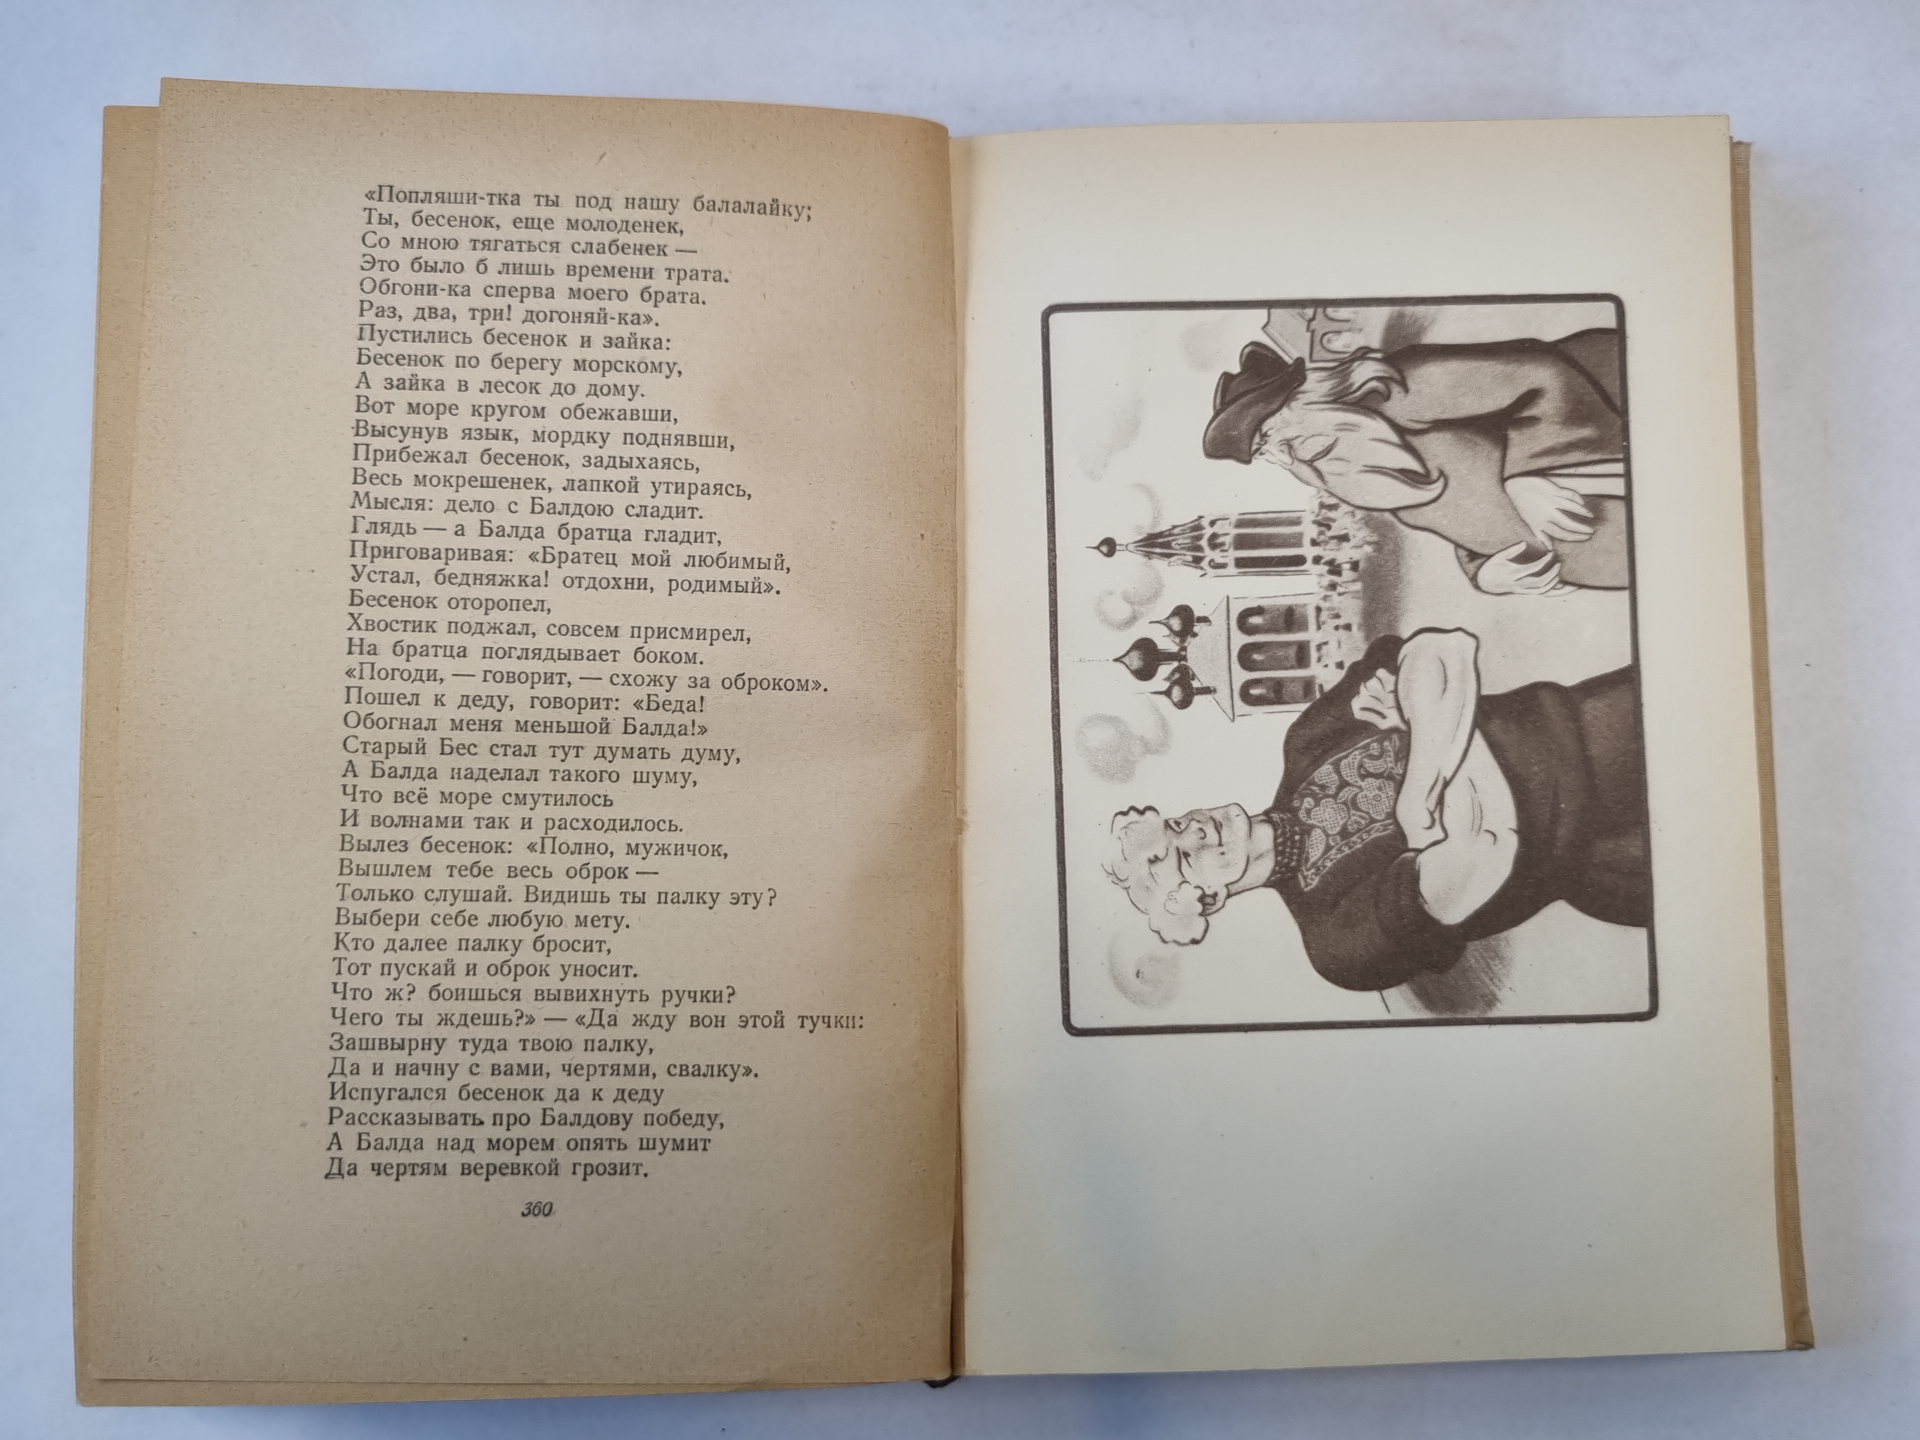 «Попляши-тка ты под нашу балалайку;
Ты, бесенок, еще молоденек,
Со мною тягаться слабенек —
Это было б лишь времени трата.
Обгони-ка сперва моего брата.
Раз, два, три! догоняй-ка».
Пустились бесенок и зайка:
Бесенок по берегу морскому,
А зайка в лесок до дому.
Вот море кругом обежавши,
Высунув язык, мордку поднявши,
Прибежал бесенок, задыхаясь,
Весь мокрешенек, лапкой утираясь,
Мысля: дело с Балдою сладит.
Глядь — а Балда братца гладит,
Приговаривая: «Братец мой любимый,
Устал, бедняжка! отдохни, родимый».
Бесенок оторопел,
Хвостик поджал, совсем присмирел,
На братца поглядывает боком.
«Погоди, — говорит, — схожу за оброком».
Пошел к деду, говорит: «Беда!
Обогнал меня меньшой Балда!»
Старый Бес стал тут думать думу,
А Балда наделал такого шуму,
Что всё море смутилось
И волнами так и расходилось.
Вылез бесенок: «Полно, мужичок,
Вышлем тебе весь оброк —
Только слушай. Видишь ты палку эту?
Выбери себе любую мету.
Кто далее палку бросит,
Тот пускай и оброк уносит.
Что ж? боишься вывихнуть ручки?
Чего ты ждешь?» — «Да жду вон этой тучки:
Зашвырну туда твою палку,
Да и начну с вами, чертями, свалку».
Испугался бесенок да к деду
Рассказывать про Балдову победу,
А Балда над морем опять шумит
Да чертям веревкой грозит.
360